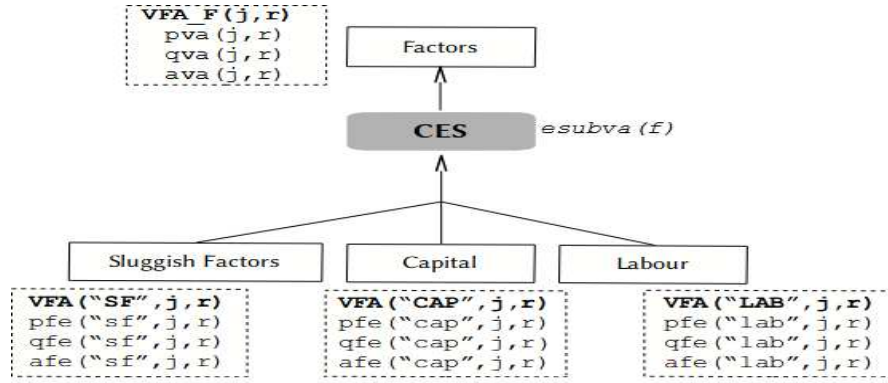 VFA_F(j,r)
pva(j,r)
qva(j,r)
ava(j,r)
Factors
CES
esubva(f)
Sluggish Factors
Capital
Labour
VFA(“SF”,j,r)
pfe(“sf”,j,r)
qfe(“sf”,j,r)
afe(“sf”,j,r)
VFA(“CAP”,j,r)
pfe(“cap”,j,r)
qfe(“cap”,j,r)
afe(“cap”,j,r)
VFA(“LAB”,j,r)
pfe(“lab”,j,r)
qfe(“lab”,j,r)
afe(“lab”,j,r)